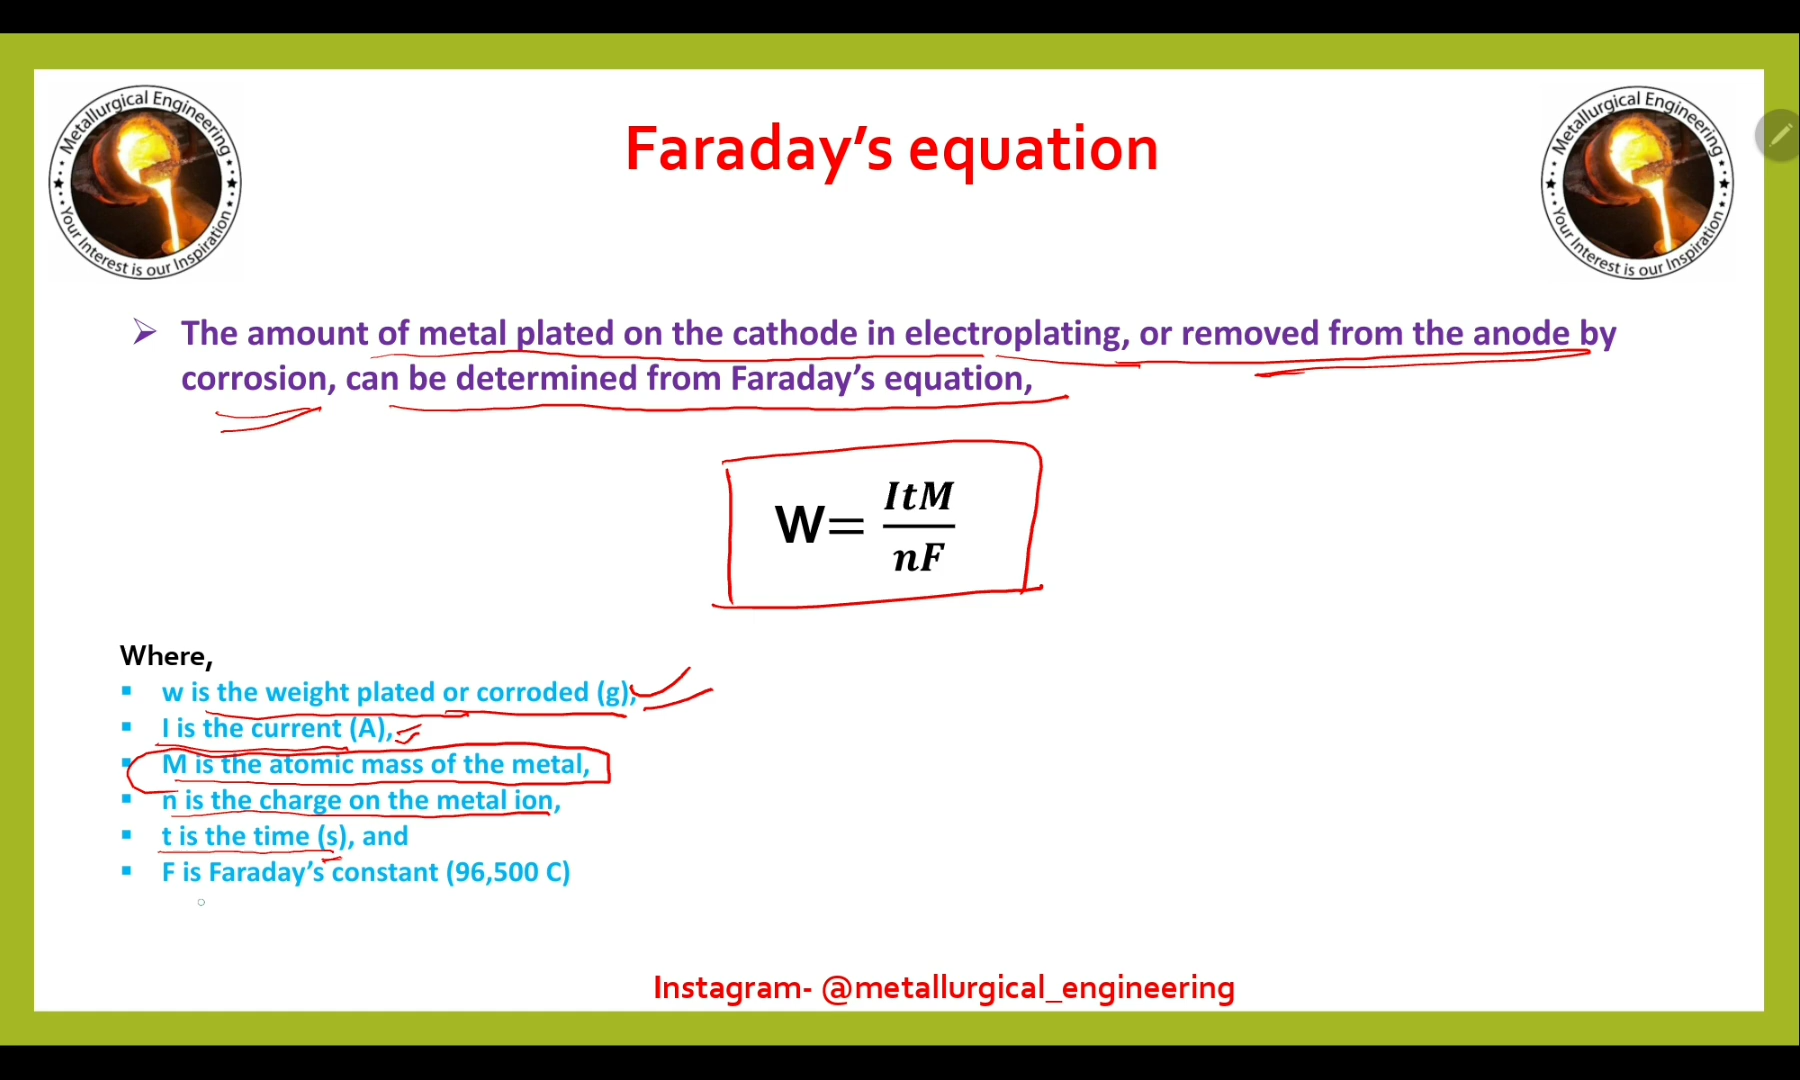 Metallurgical Engineering
Your Interest is our Inspiration
Metallurgical Engineering
Your Interest is our Inspiration
Faraday’s equation
➢ The amount of metal plated on the cathode in electroplating, or removed from the anode by
corrosion, can be determined from Faraday’s equation,
W= ItM / nF
Where,
▪ w is the weight plated or corroded (g),
▪ I is the current (A),
▪ M is the atomic mass of the metal,
▪ n is the charge on the metal ion,
▪ t is the time (s), and
▪ F is Faraday’s constant (96,500 C)
Instagram- @metallurgical_engineering